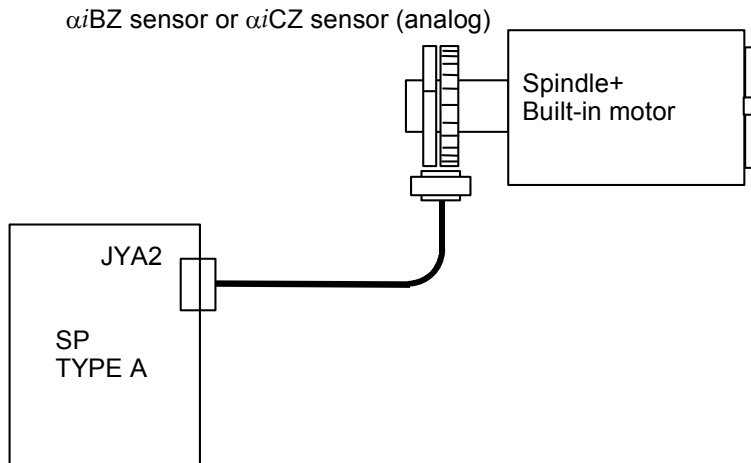 αiBZ sensor or αiCZ sensor (analog)
Spindle+
Built-in motor
JYA2
SP
TYPE A